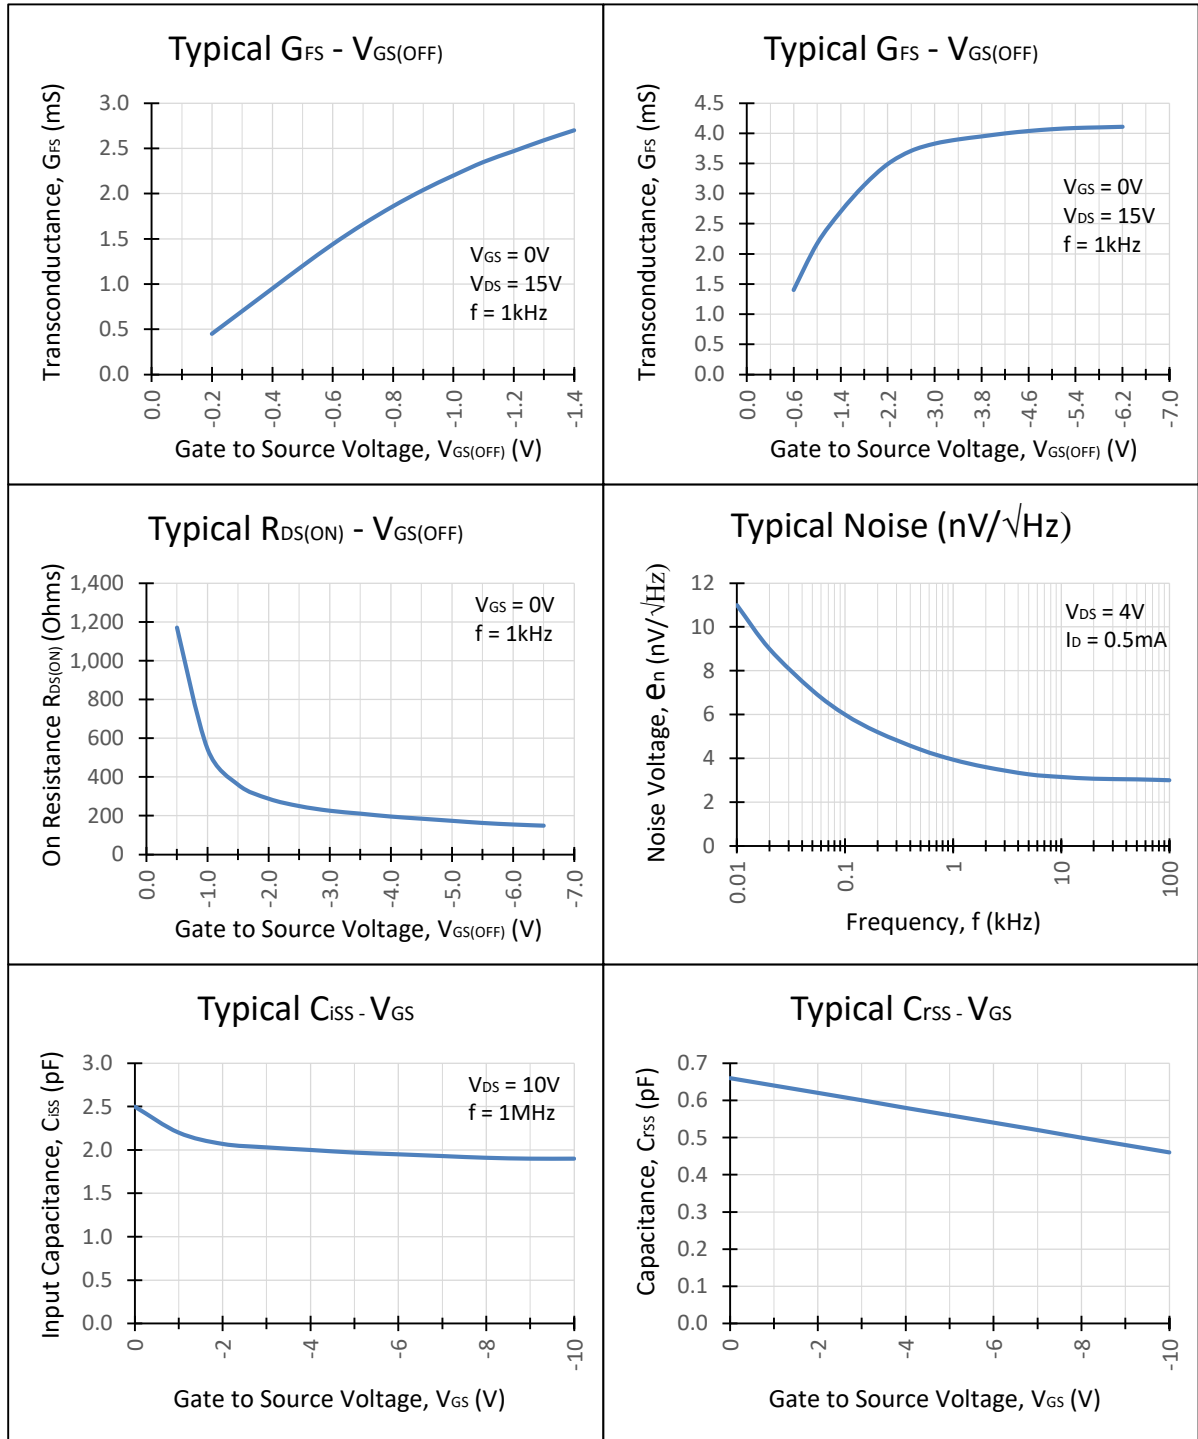 Typical GFS - VGS(OFF)
Transconductance, GFS (mS)
3.0
2.5
2.0
1.5
1.0
0.5
0.0
VGS = 0V
VDS = 15V
f = 1kHz
0.0 -0.2 -0.4 -0.6 -0.8 -1.0 -1.2 -1.4
Gate to Source Voltage, VGS(OFF) (V)
Typical GFS - VGS(OFF)
Transconductance, GFS (mS)
4.5
4.0
3.5
3.0
2.5
2.0
1.5
1.0
0.5
0.0
VGS = 0V
VDS = 15V
f = 1kHz
0.0 -0.6 -1.4 -2.2 -3.0 -3.8 -4.6 -5.4 -6.2 -7.0
Gate to Source Voltage, VGS(OFF) (V)
Typical RDS(ON) - VGS(OFF)
On Resistance RDS(ON) (Ohms)
1,400
1,200
1,000
800
600
400
200
0
VGS = 0V
f = 1kHz
0.0 -1.0 -2.0 -3.0 -4.0 -5.0 -6.0 -7.0
Gate to Source Voltage, VGS(OFF) (V)
Typical Noise (nV/√Hz)
Noise Voltage, en (nV/√Hz)
12
10
8
6
4
2
0
VDS = 4V
ID = 0.5mA
0.01 0.1 1 10 100
Frequency, f (kHz)
Typical Ciss - VGS
Input Capacitance, Ciss (pF)
3.0
2.5
2.0
1.5
1.0
0.5
0.0
VDS = 10V
f = 1MHz
0 -2 -4 -6 -8 -10
Gate to Source Voltage, VGS (V)
Typical Crss - VGS
Capacitance, Crss (pF)
0.7
0.6
0.5
0.4
0.3
0.2
0.1
0.0
0 -2 -4 -6 -8 -10
Gate to Source Voltage, VGS (V)